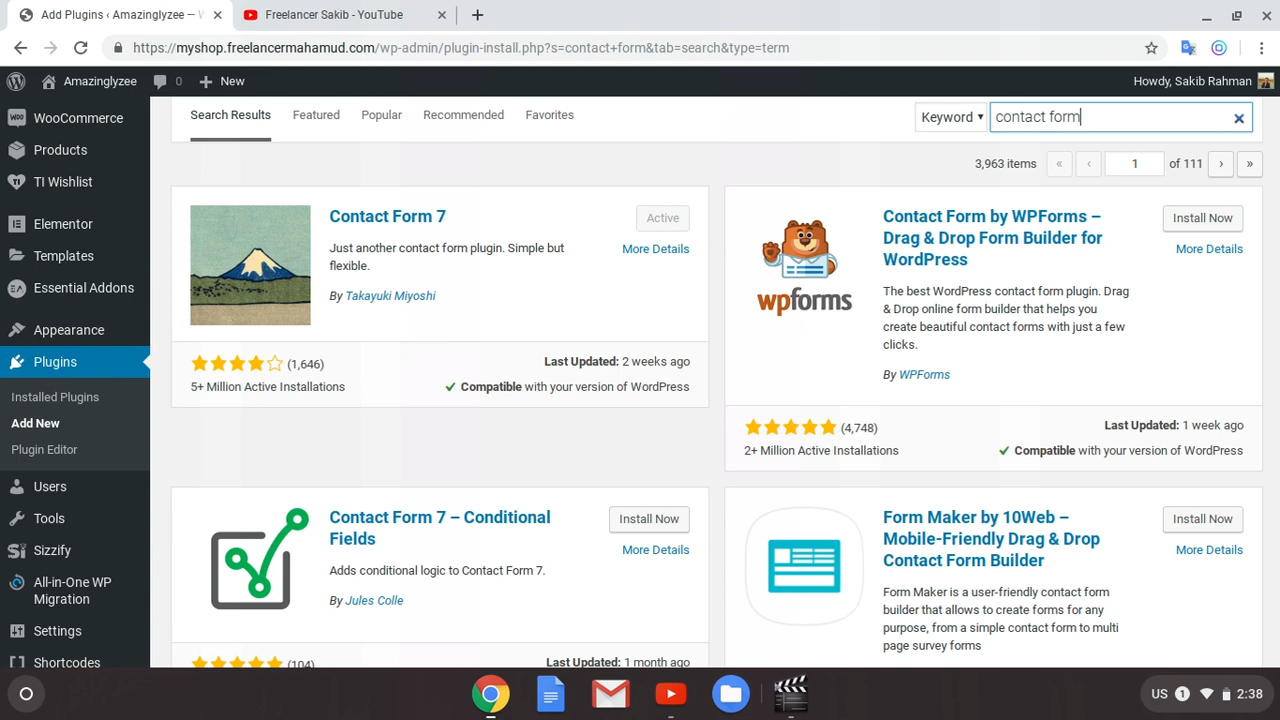 Add Plugins ‹ Amazinglyzee — W
Freelancer Sakib - YouTube
https://myshop.freelancermahamud.com/wp-admin/plugin-install.php?s=contact+form&tab=search&type=term
Amazinglyzee
0
New
Howdy, Sakib Rahman
WooCommerce
Products
TI Wishlist
Elementor
Templates
Essential Addons
Appearance
Plugins
Installed Plugins
Add New
Plugin Editor
Users
Tools
Sizzify
All-in-One WP
Migration
Settings
Shortcodes
Search Results
Featured
Popular
Recommended
Favorites
Keyword
contact form
3,963 items
«
‹
1
of 111
›
»
Contact Form 7
Active
More Details
Just another contact form plugin. Simple but
flexible.
By Takayuki Miyoshi
(1,646)
Last Updated: 2 weeks ago
5+ Million Active Installations
Compatible with your version of WordPress
wpforms
Contact Form by WPForms –
Drag & Drop Form Builder for
WordPress
Install Now
More Details
The best WordPress contact form plugin. Drag
& Drop online form builder that helps you
create beautiful contact forms with just a few
clicks.
By WPForms
(4,748)
Last Updated: 1 week ago
2+ Million Active Installations
Compatible with your version of WordPress
Contact Form 7 – Conditional
Fields
Install Now
More Details
Adds conditional logic to Contact Form 7.
By Jules Colle
(104)
Last Updated: 1 month ago
Form Maker by 10Web –
Mobile-Friendly Drag & Drop
Contact Form Builder
Install Now
More Details
Form Maker is a user-friendly contact form
builder that allows to create forms for any
purpose, from a simple contact form to multi
page survey forms
US
1
2:38